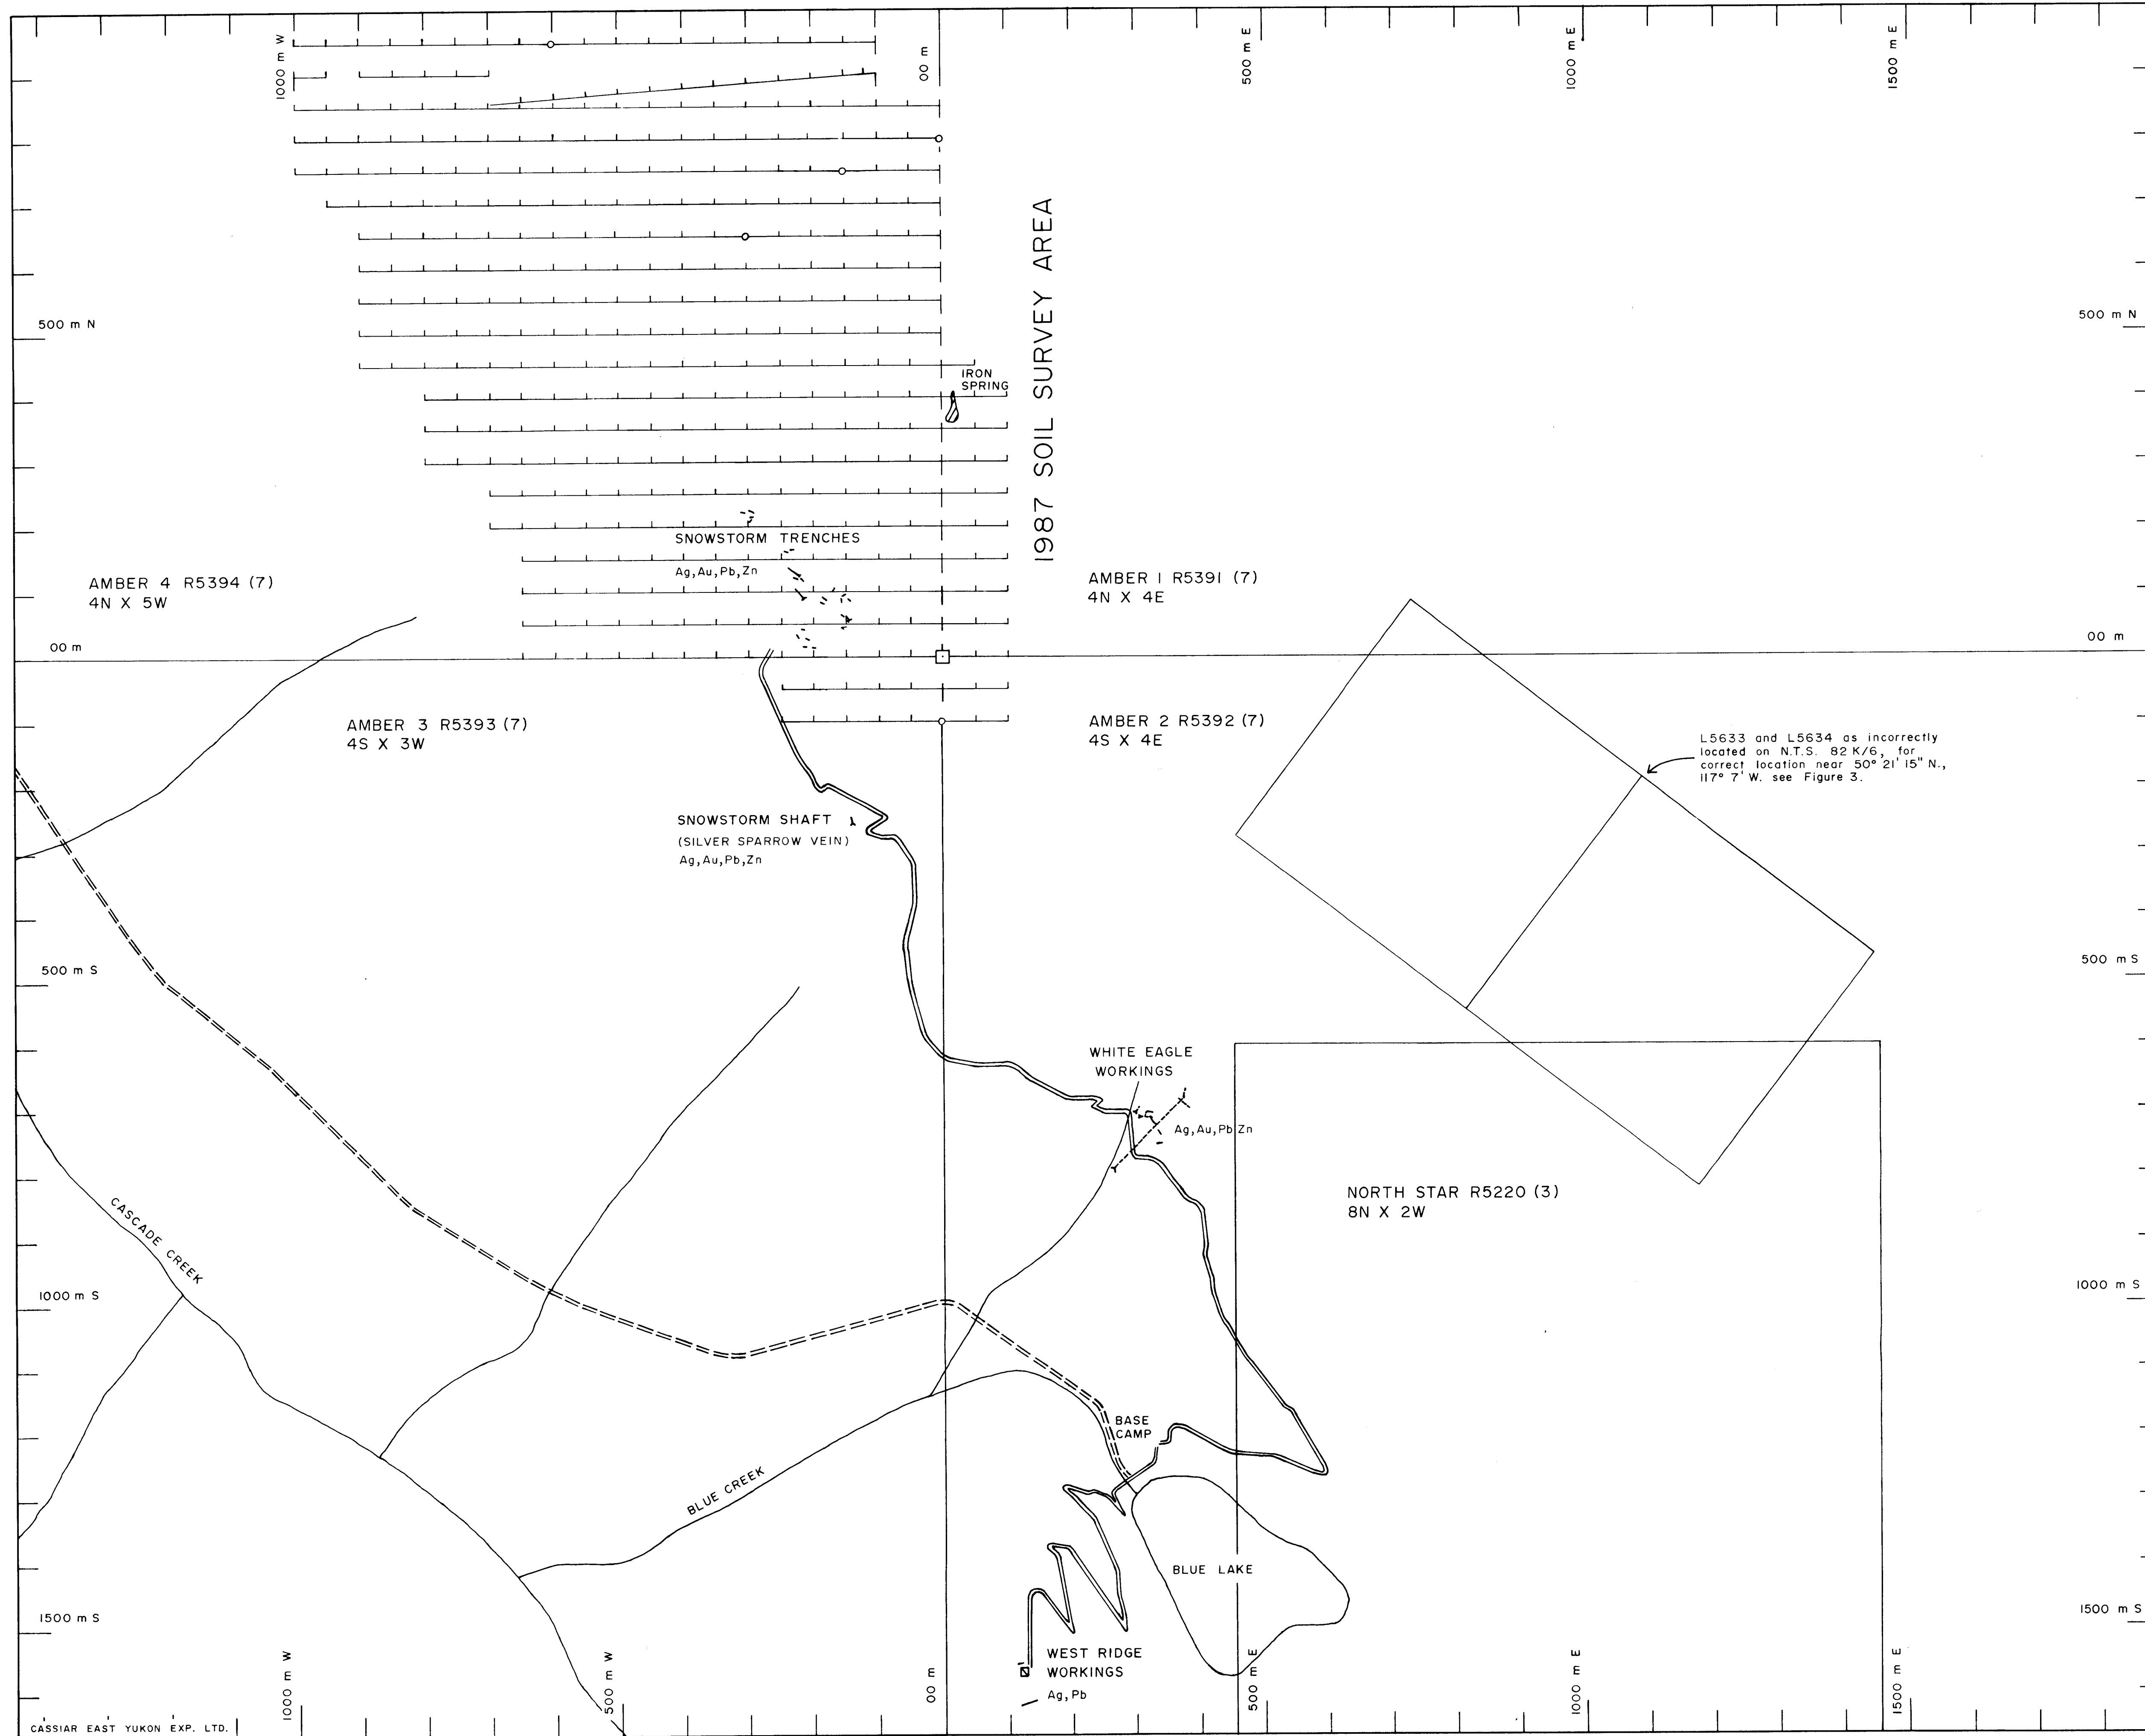 1000 m W
00 m
500 m E
1000 m E
1500 m E
1987 SOIL SURVEY AREA
500 m N
500 m N
IRON
SPRING
SNOWSTORM TRENCHES
Ag,Au,Pb,Zn
AMBER 4 R5394 (7)
4N X 5W
AMBER 1 R5391 (7)
4N X 4E
00 m
00 m
AMBER 3 R5393 (7)
4S X 3W
AMBER 2 R5392 (7)
4S X 4E
L5633 and L5634 as incorrectly
located on N.T.S. 82 K/6, for
correct location near 50° 21' 15" N.,
117° 7' W. see Figure 3.
SNOWSTORM SHAFT
(SILVER SPARROW VEIN)
Ag,Au,Pb,Zn
500 m S
500 m S
WHITE EAGLE
WORKINGS
Ag,Au,Pb,Zn
NORTH STAR R5220 (3)
8N X 2W
CASCADE CREEK
1000 m S
1000 m S
BASE
CAMP
BLUE CREEK
BLUE LAKE
1500 m S
1500 m S
WEST RIDGE
WORKINGS
Ag,Pb
1000 m W
500 m W
00 m
500 m E
1000 m E
1500 m E
CASSIAR EAST YUKON EXP. LTD.